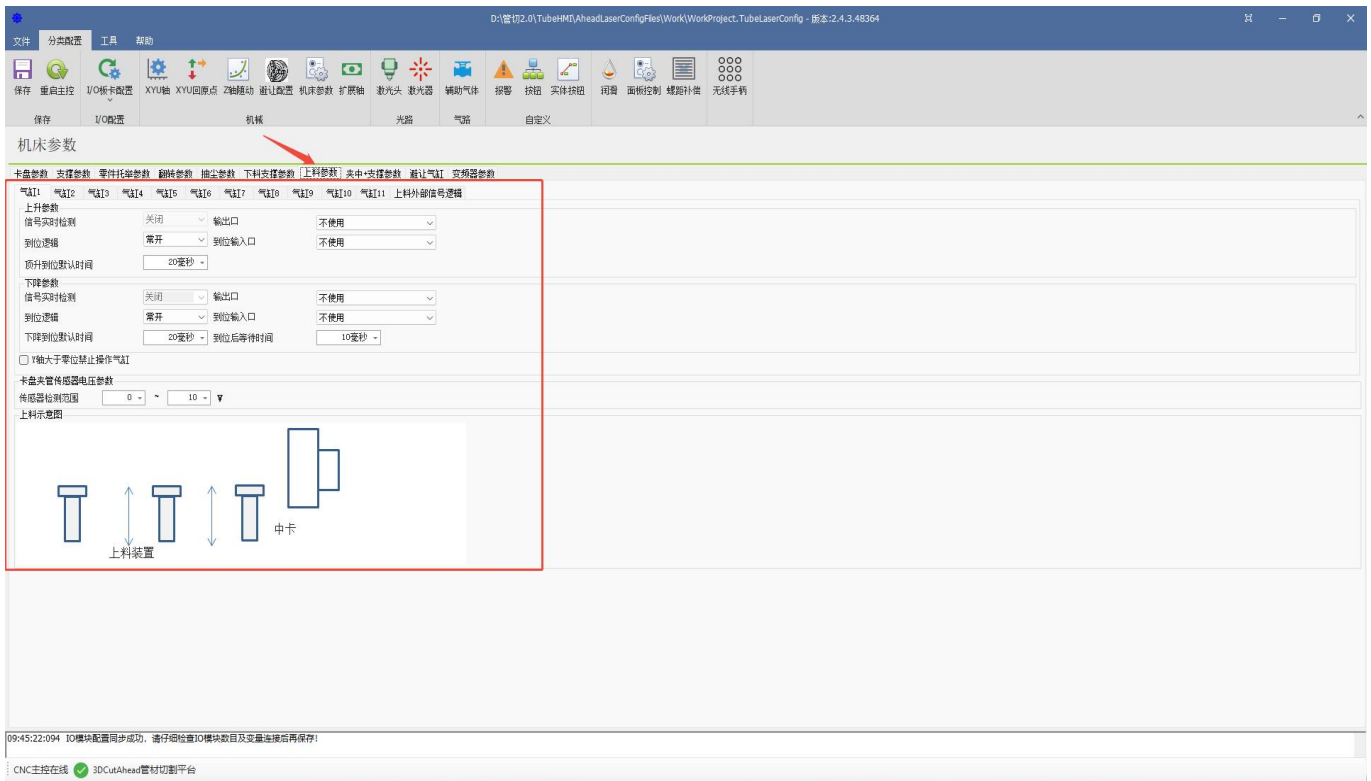 D:\管切2.0\TubeHMI\AheadLaserConfigFiles\Work\WorkProject.TubeLaserConfig - 版本:2.4.3.48364
文件 分类配置 工具 帮助
保存 重启主控 I/O板卡配置 XYU轴 XYU回原点 Z轴随动 避让配置 机床参数 扩展轴 激光头 激光器 辅助气体 报警 按钮 实体按钮 润滑 面板控制 螺距补偿 无线手柄
保存 I/O配置 机械 光路 气路 自定义
机床参数
卡盘参数 支撑参数 零件托举参数 翻转参数 抽尘参数 下料支撑参数 上料参数 夹中+支撑参数 避让气缸 变频器参数
气缸1 气缸2 气缸3 气缸4 气缸5 气缸6 气缸7 气缸8 气缸9 气缸10 气缸11 上料外部信号逻辑
上升参数
信号实时检测 关闭 输出口 不使用
到位逻辑 常开 到位输入口 不使用
顶升到位默认时间 20毫秒
下降参数
信号实时检测 关闭 输出口 不使用
到位逻辑 常开 到位输入口 不使用
下降到位默认时间 20毫秒 到位后等待时间 10毫秒
Y轴大于零位禁止操作气缸
卡盘夹管传感器电压参数
传感器检测范围 0 ~ 10 V
上料示意图
中卡
上料装置
09:45:22:094 IO模块配置同步成功，请仔细检查IO模块数目及变量连接后再保存!
CNC主控在线 3DCutAhead管材切割平台